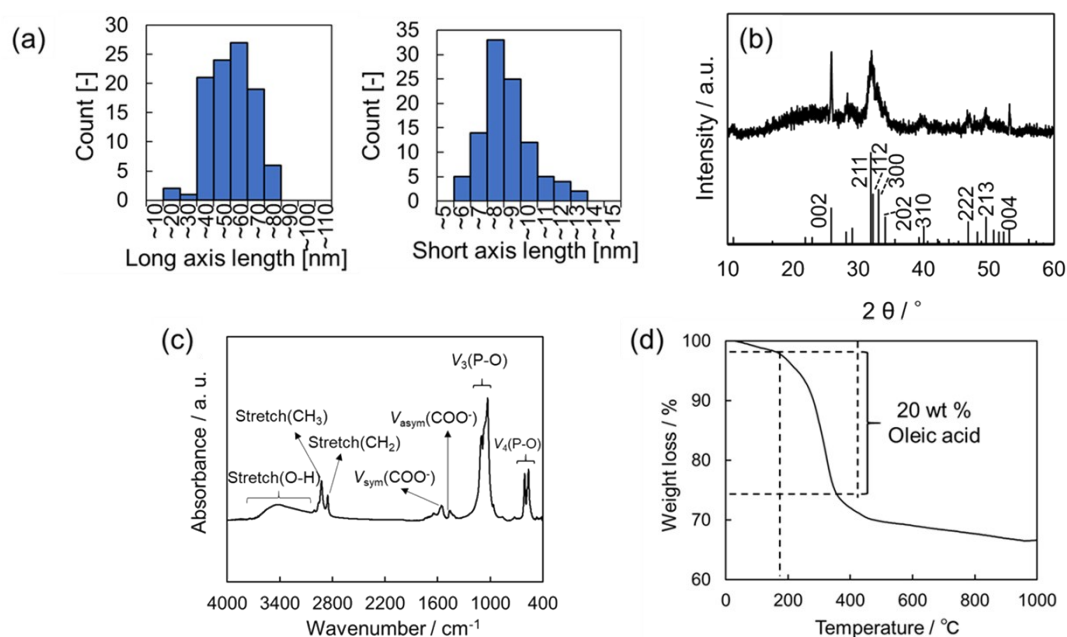 (a)
30
25
20
15
10
5
0
Count [-]
~10
~20
~30
~40
~50
~60
~70
~80
~90
~100
~110
Long axis length [nm]
35
30
25
20
15
10
5
0
Count [-]
~5
~6
~7
~8
~9
~10
~11
~12
~13
~14
~15
Short axis length [nm]
(b)
Intensity / a.u.
002
211
112
300
202
310
222
213
004
10 20 30 40 50 60
2 θ / °
(c)
Absorbance / a. u.
V3(P-O)
Stretch(CH3)
Vasym(COO-)
Stretch(CH2)
V4(P-O)
Stretch(O-H)
Vsym(COO-)
4000 3400 2800 2200 1600 1000 400
Wavenumber / cm-1
(d)
100
90
80
70
60
Weight loss / %
20 wt %
Oleic acid
0 200 400 600 800 1000
Temperature / ℃